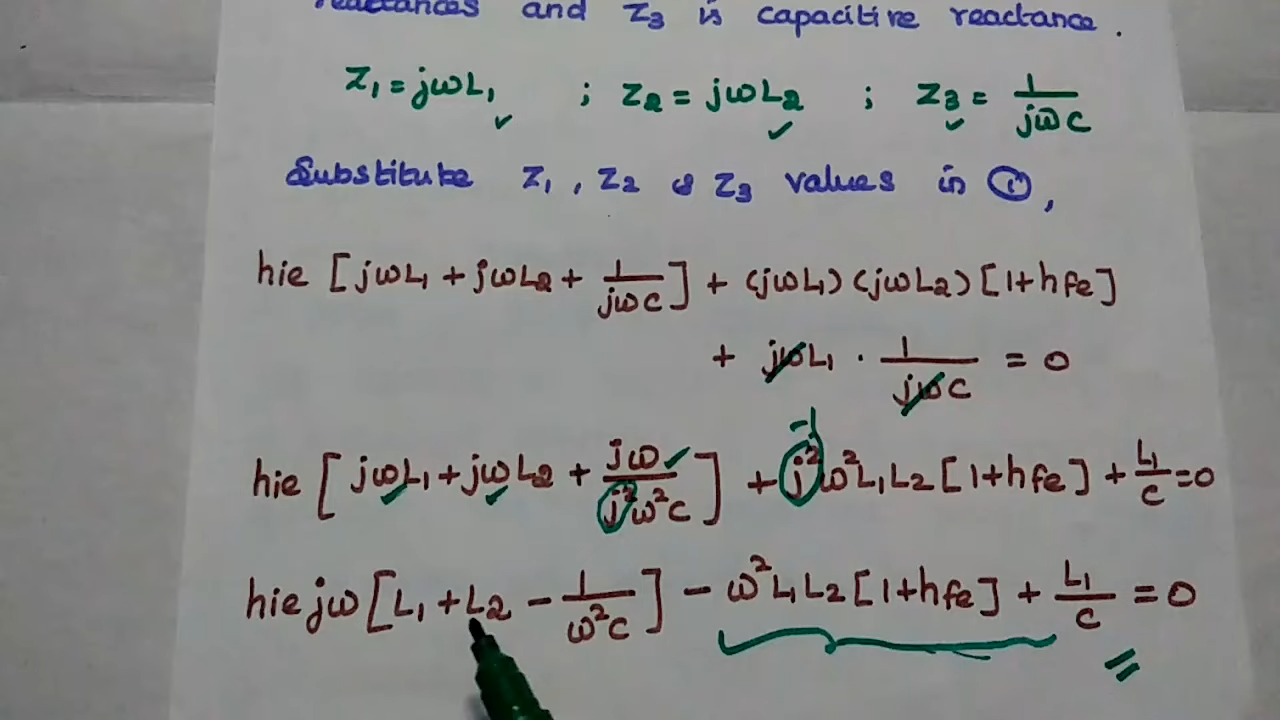 reactances and Z3 is capacitive reactance.
Z1 = jωL1 ; Z2 = jωL2 ; Z3 = 1/jωC
Substitute Z1, Z2 & Z3 values in ①,
hie [jωL1 + jωL2 + 1/jωC] + (jωL1) (jωL2) [1+hfe]
+ jωL1 · 1/jωC = 0
hie [jωL1 + jωL2 + jω/j²ω²C] + j²ω²L1L2 [1+hfe] + L1/C = 0
-1
hie jω [L1 + L2 - 1/ω²C] - ω²L1L2 [1+hfe] + L1/C = 0